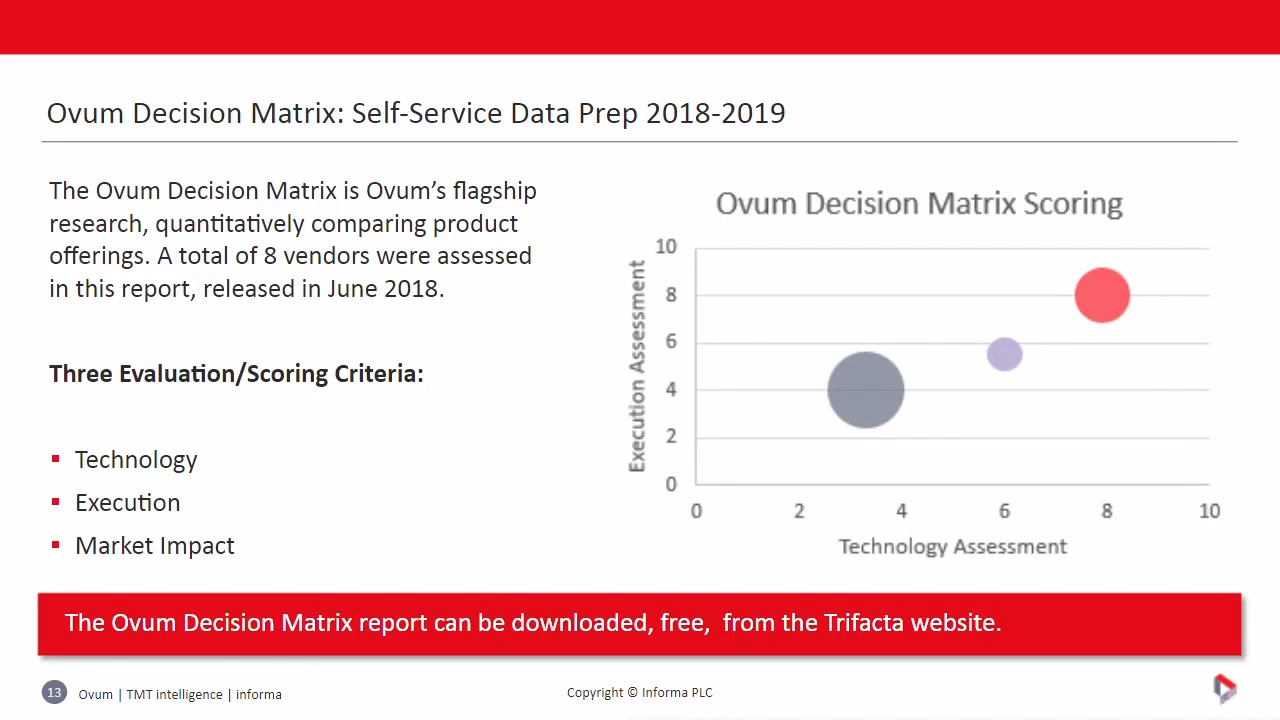 Ovum Decision Matrix: Self-Service Data Prep 2018-2019
The Ovum Decision Matrix is Ovum’s flagship
research, quantitatively comparing product
offerings. A total of 8 vendors were assessed
in this report, released in June 2018.
Three Evaluation/Scoring Criteria:
▪ Technology
▪ Execution
▪ Market Impact
Ovum Decision Matrix Scoring
Execution Assessment
10
8
6
4
2
0
0 2 4 6 8 10
Technology Assessment
The Ovum Decision Matrix report can be downloaded, free,  from the Trifacta website.
13 Ovum | TMT intelligence | informa
Copyright © Informa PLC